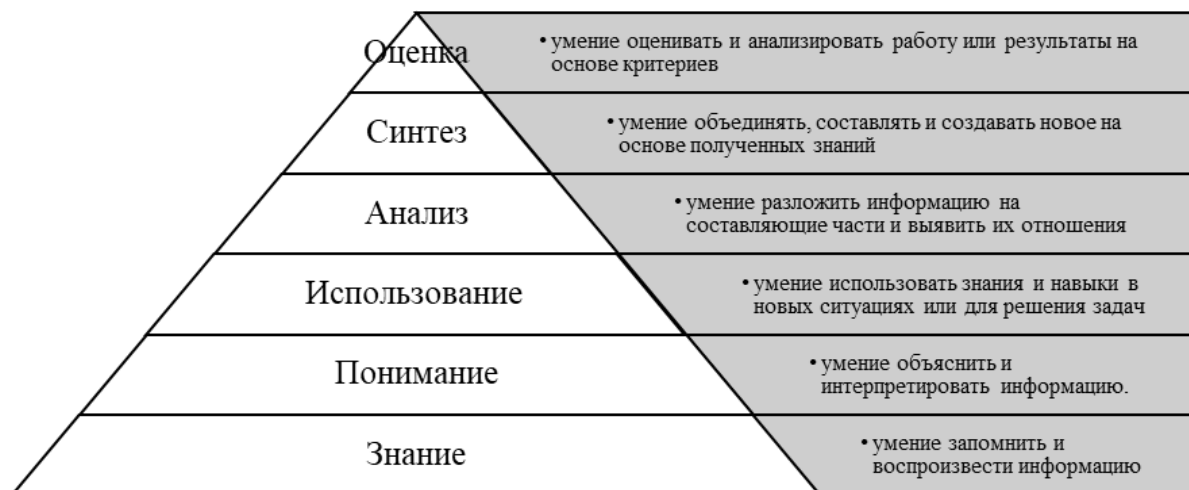 Оценка
• умение оценивать и анализировать работу или результаты на
основе критериев
Синтез
• умение объединять, составлять и создавать новое на
основе полученных знаний
Анализ
• умение разложить информацию на
составляющие части и выявить их отношения
Использование
• умение использовать знания и навыки в
новых ситуациях или для решения задач
Понимание
• умение объяснить и
интерпретировать информацию.
Знание
• умение запомнить и
воспроизвести информацию